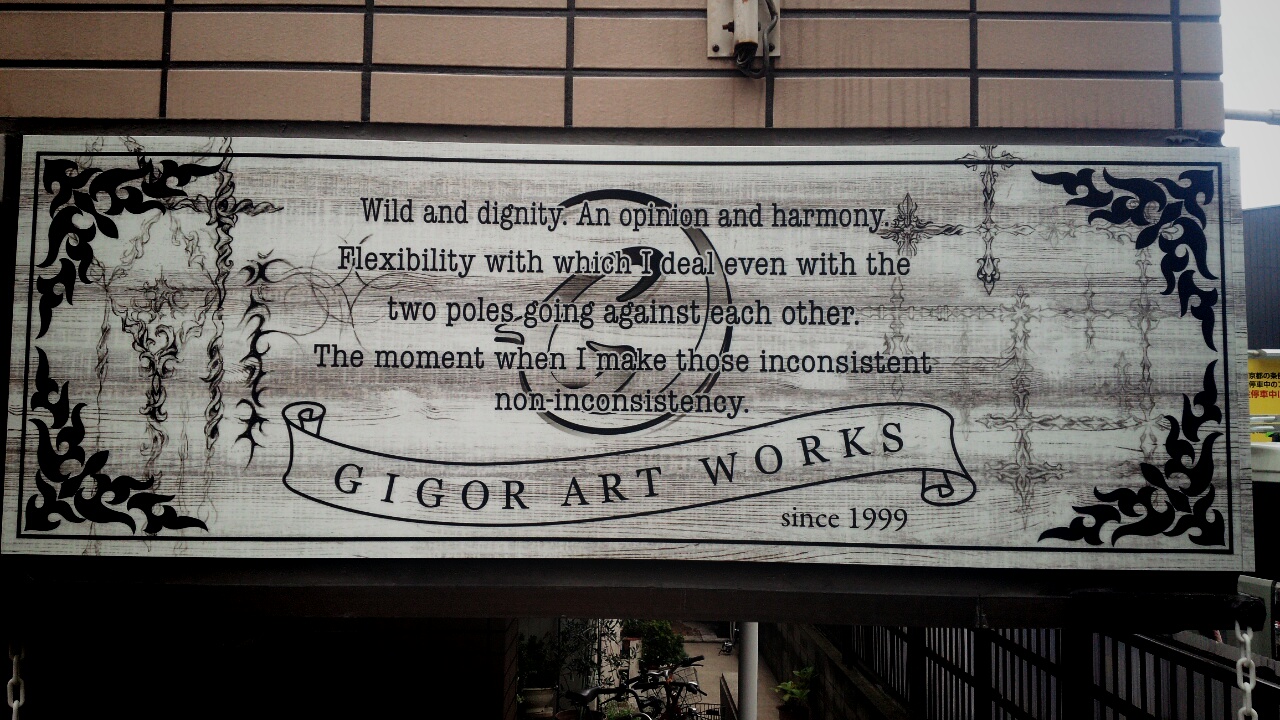 Wild and dignity. An opinion and harmony.
Flexibility with which I deal even with the
two poles going against each other.
The moment when I make those inconsistent
non-inconsistency.
GIGOR ART WORKS
since 1999